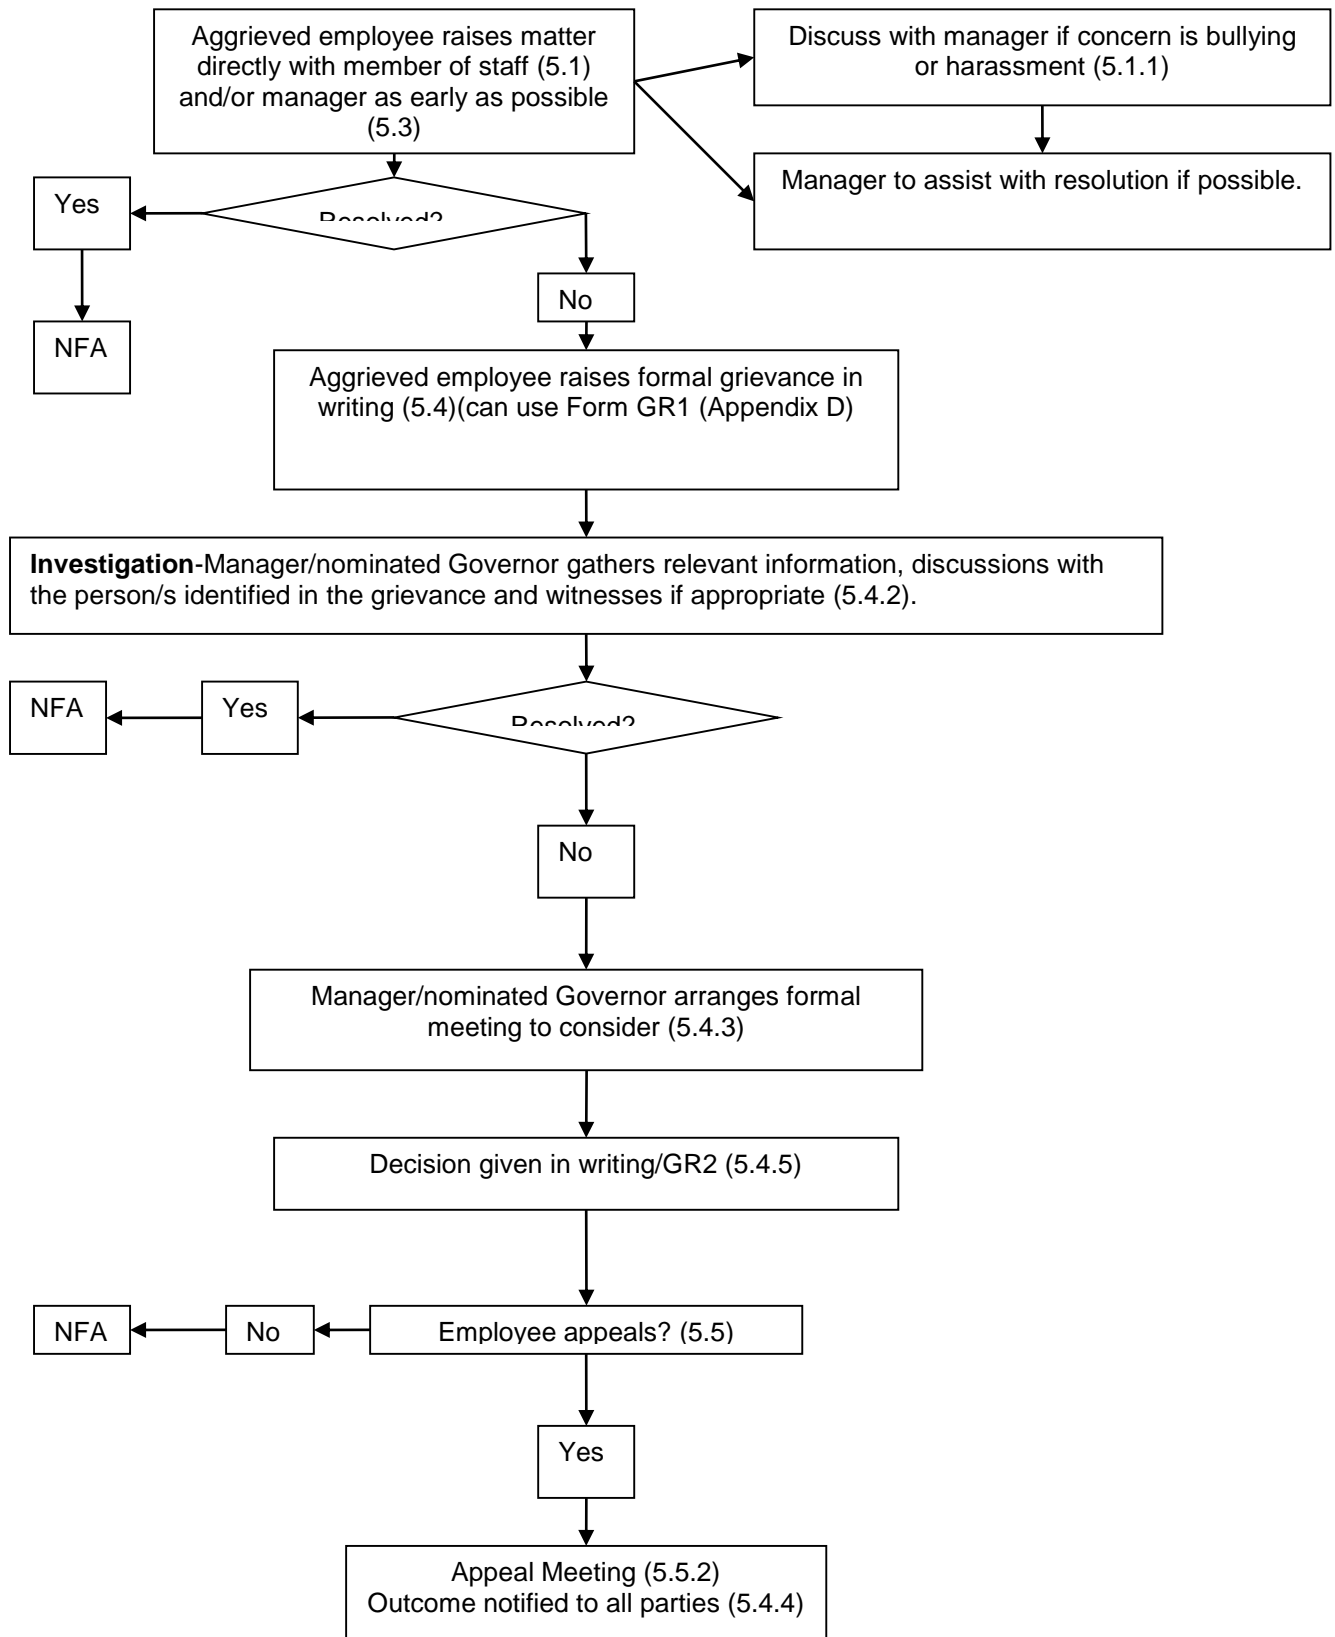 Aggrieved employee raises matter
directly with member of staff (5.1)
and/or manager as early as possible
(5.3)
Discuss with manager if concern is bullying
or harassment (5.1.1)
Manager to assist with resolution if possible.
Yes
Resolved?
No
NFA
Aggrieved employee raises formal grievance in
writing (5.4)(can use Form GR1 (Appendix D)
Investigation-Manager/nominated Governor gathers relevant information, discussions with
the person/s identified in the grievance and witnesses if appropriate (5.4.2).
NFA
Yes
Resolved?
No
Manager/nominated Governor arranges formal
meeting to consider (5.4.3)
Decision given in writing/GR2 (5.4.5)
NFA
No
Employee appeals? (5.5)
Yes
Appeal Meeting (5.5.2)
Outcome notified to all parties (5.4.4)